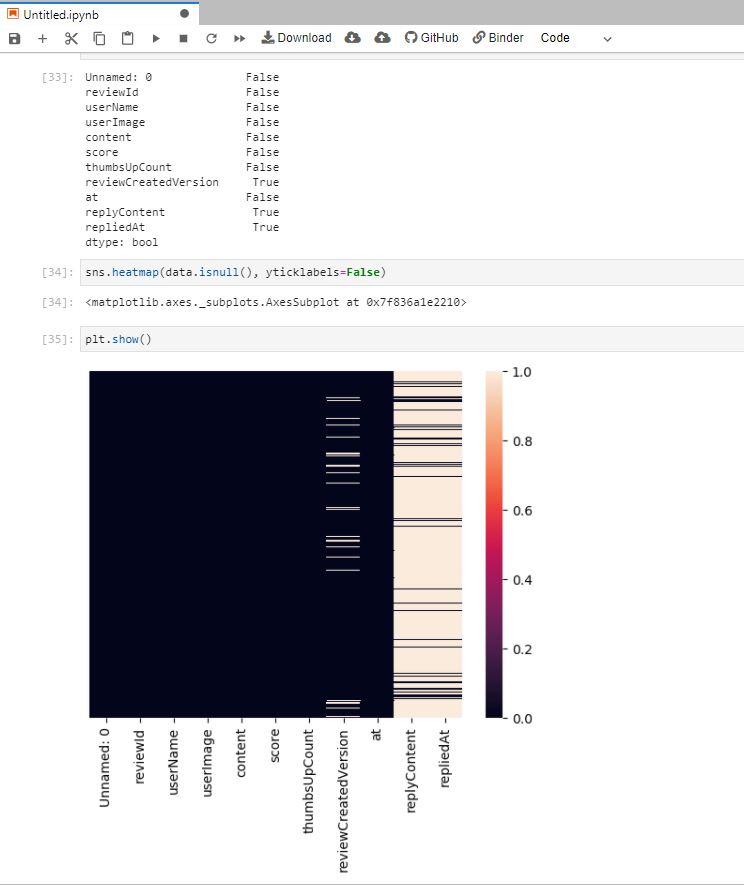 Untitled.ipynb
Download GitHub Binder Code
[33]: Unnamed: 0 False
reviewId False
userName False
userImage False
content False
score False
thumbsUpCount False
reviewCreatedVersion True
at False
replyContent True
repliedAt True
dtype: bool
[34]: sns.heatmap(data.isnull(), yticklabels=False)
[34]: <matplotlib.axes._subplots.AxesSubplot at 0x7f836a1e2210>
[35]: plt.show()
1.0
0.8
0.6
0.4
0.2
0.0
Unnamed: 0
reviewId
userName
userImage
content
score
thumbsUpCount
reviewCreatedVersion
at
replyContent
repliedAt